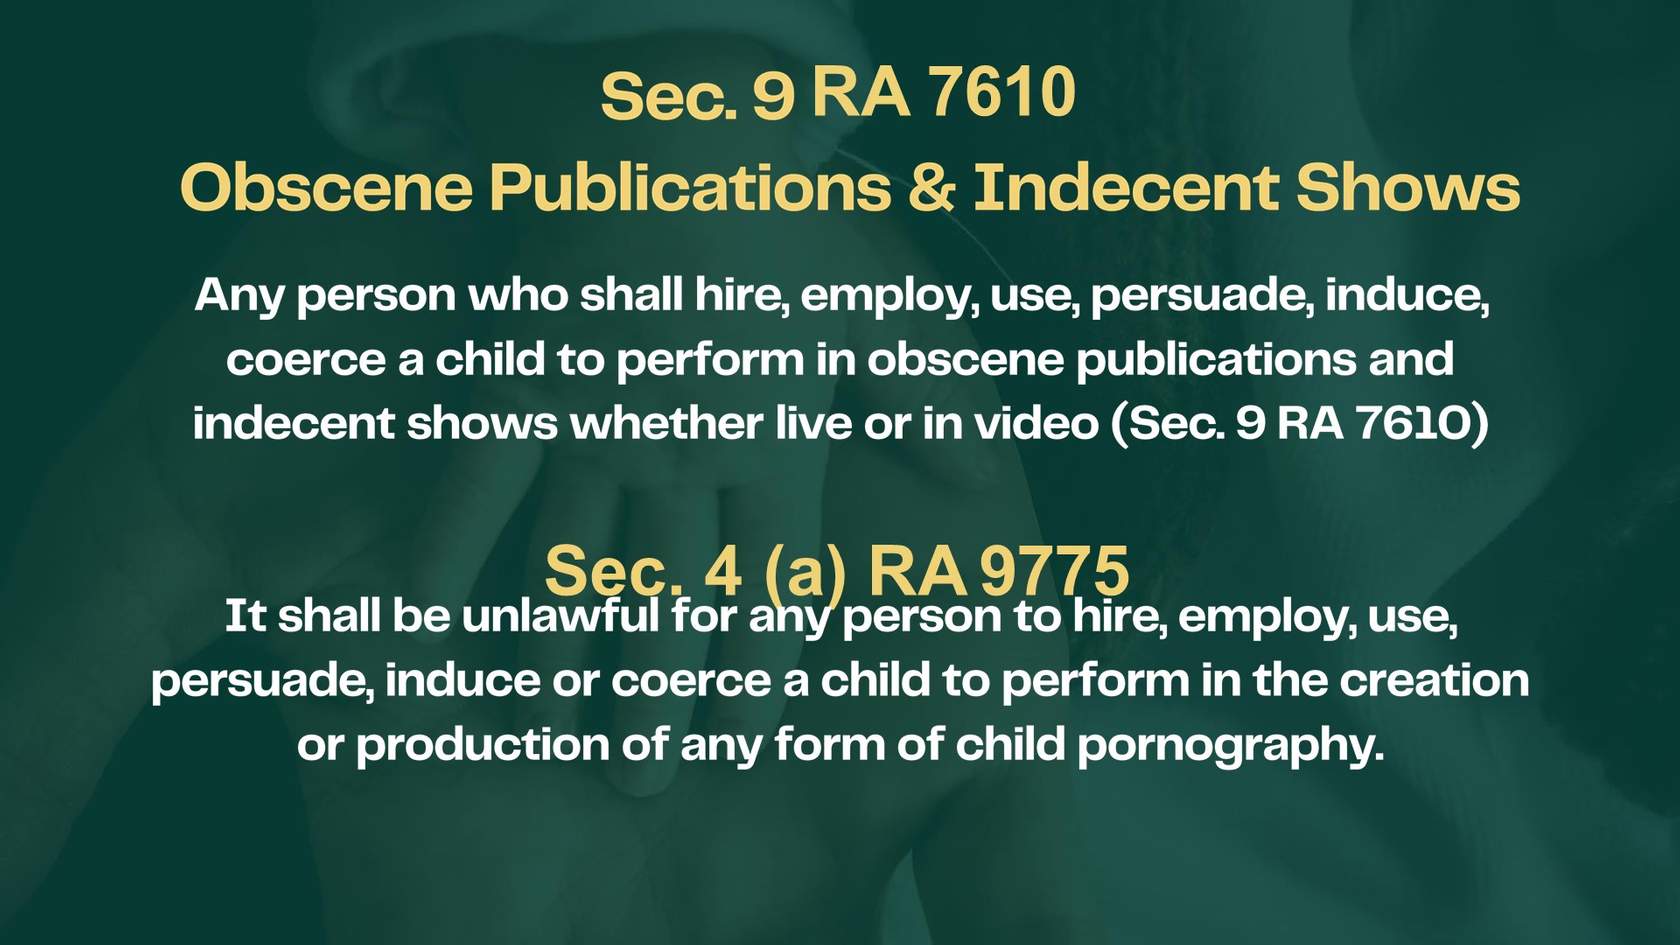 Sec. 9 RA 7610
Obscene Publications & Indecent Shows
Any person who shall hire, employ, use, persuade, induce,
coerce a child to perform in obscene publications and
indecent shows whether live or in video (Sec. 9 RA 7610)
Sec. 4 (a) RA 9775
It shall be unlawful for any person to hire, employ, use,
persuade, induce or coerce a child to perform in the creation
or production of any form of child pornography.